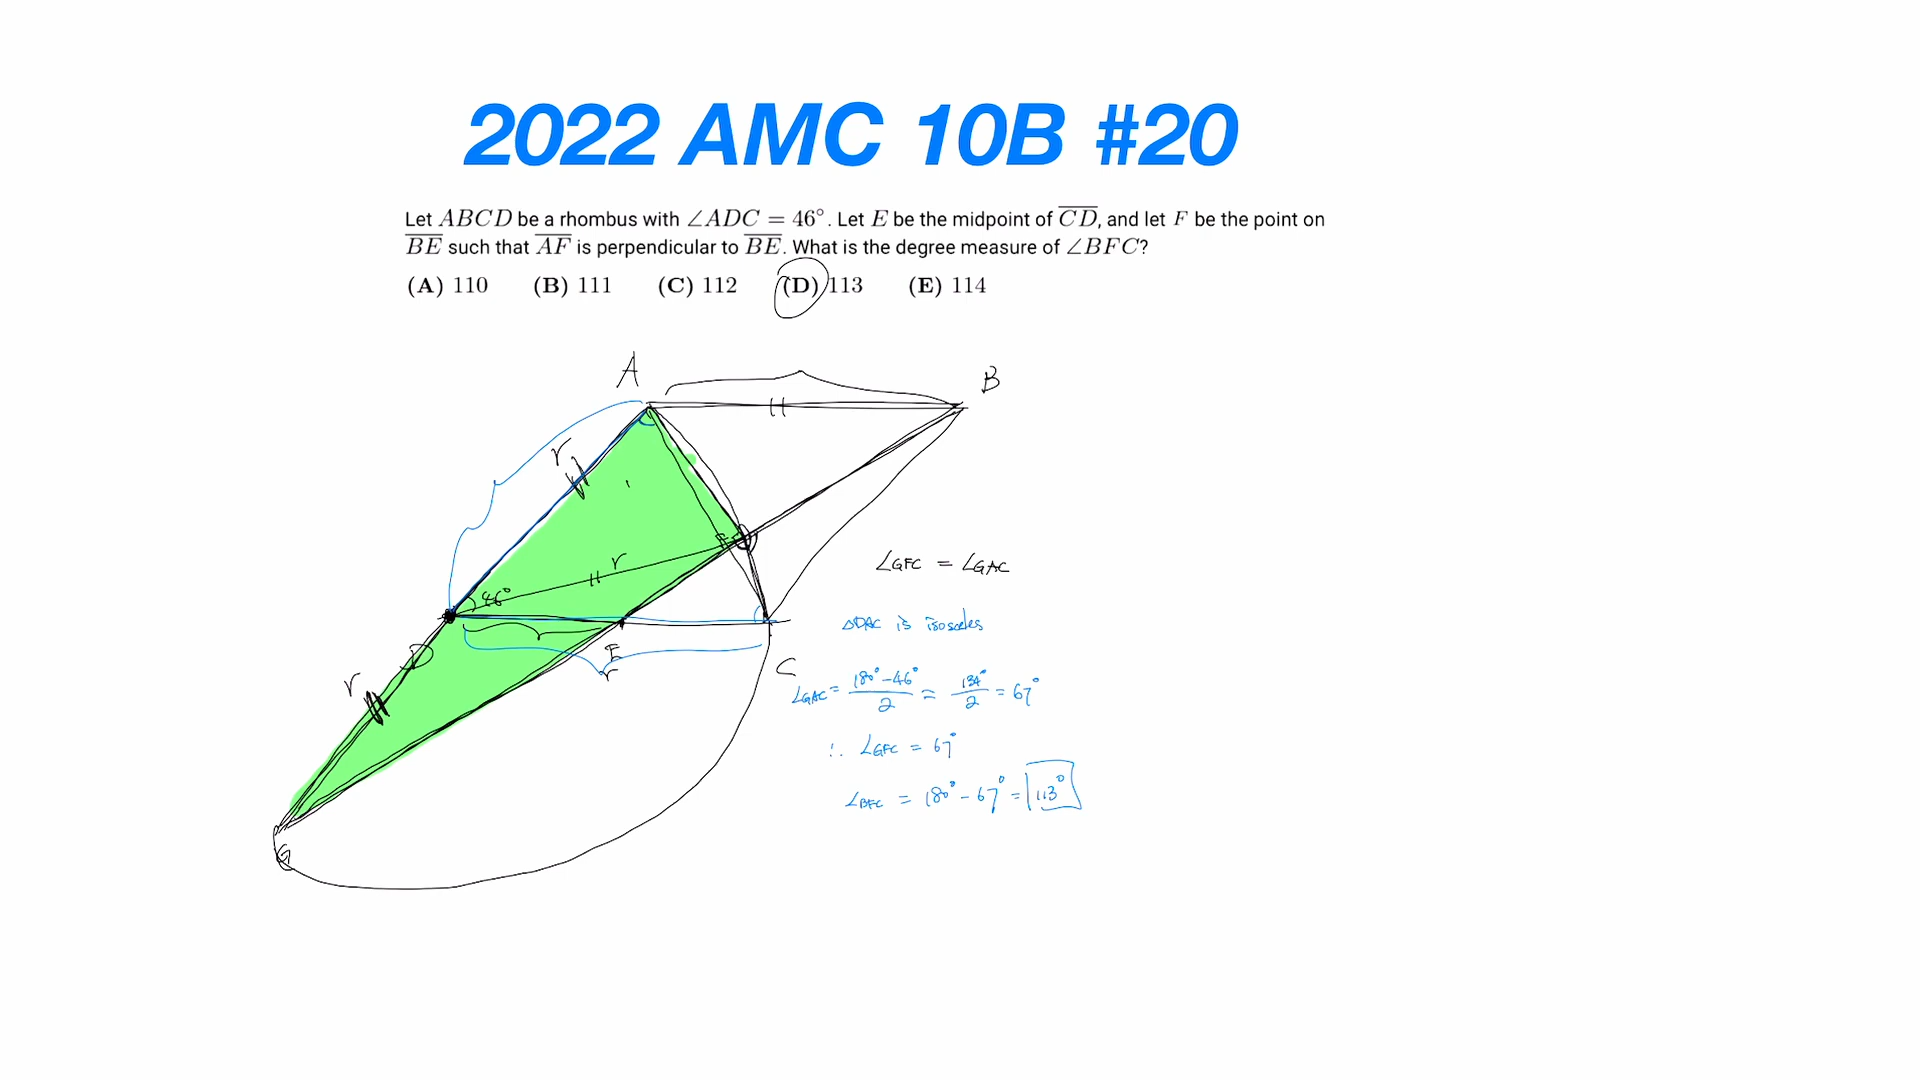 2022 AMC 10B #20
Let ABCD be a rhombus with ∠ADC = 46°. Let E be the midpoint of CD, and let F be the point on
BE such that AF is perpendicular to BE. What is the degree measure of ∠BFC?
(A) 110 (B) 111 (C) 112 (D) 113 (E) 114
A
B
r
r
46°
∠GFC = ∠GAC
△DAC is isosceles
D
E
r
C
r
∠GAC = 180° - 46° / 2 = 134° / 2 = 67°
∴ ∠GFC = 67°
∠BFC = 180° - 67° = 113°
G